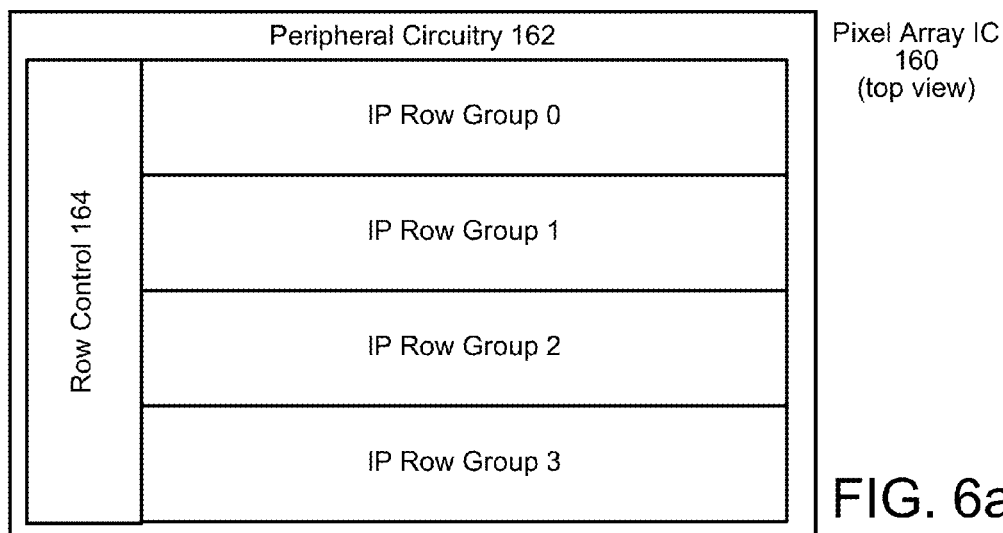 Peripheral Circuitry 162
Pixel Array IC
160
(top view)
Row Control 164
IP Row Group 0
IP Row Group 1
IP Row Group 2
IP Row Group 3
FIG. 6a